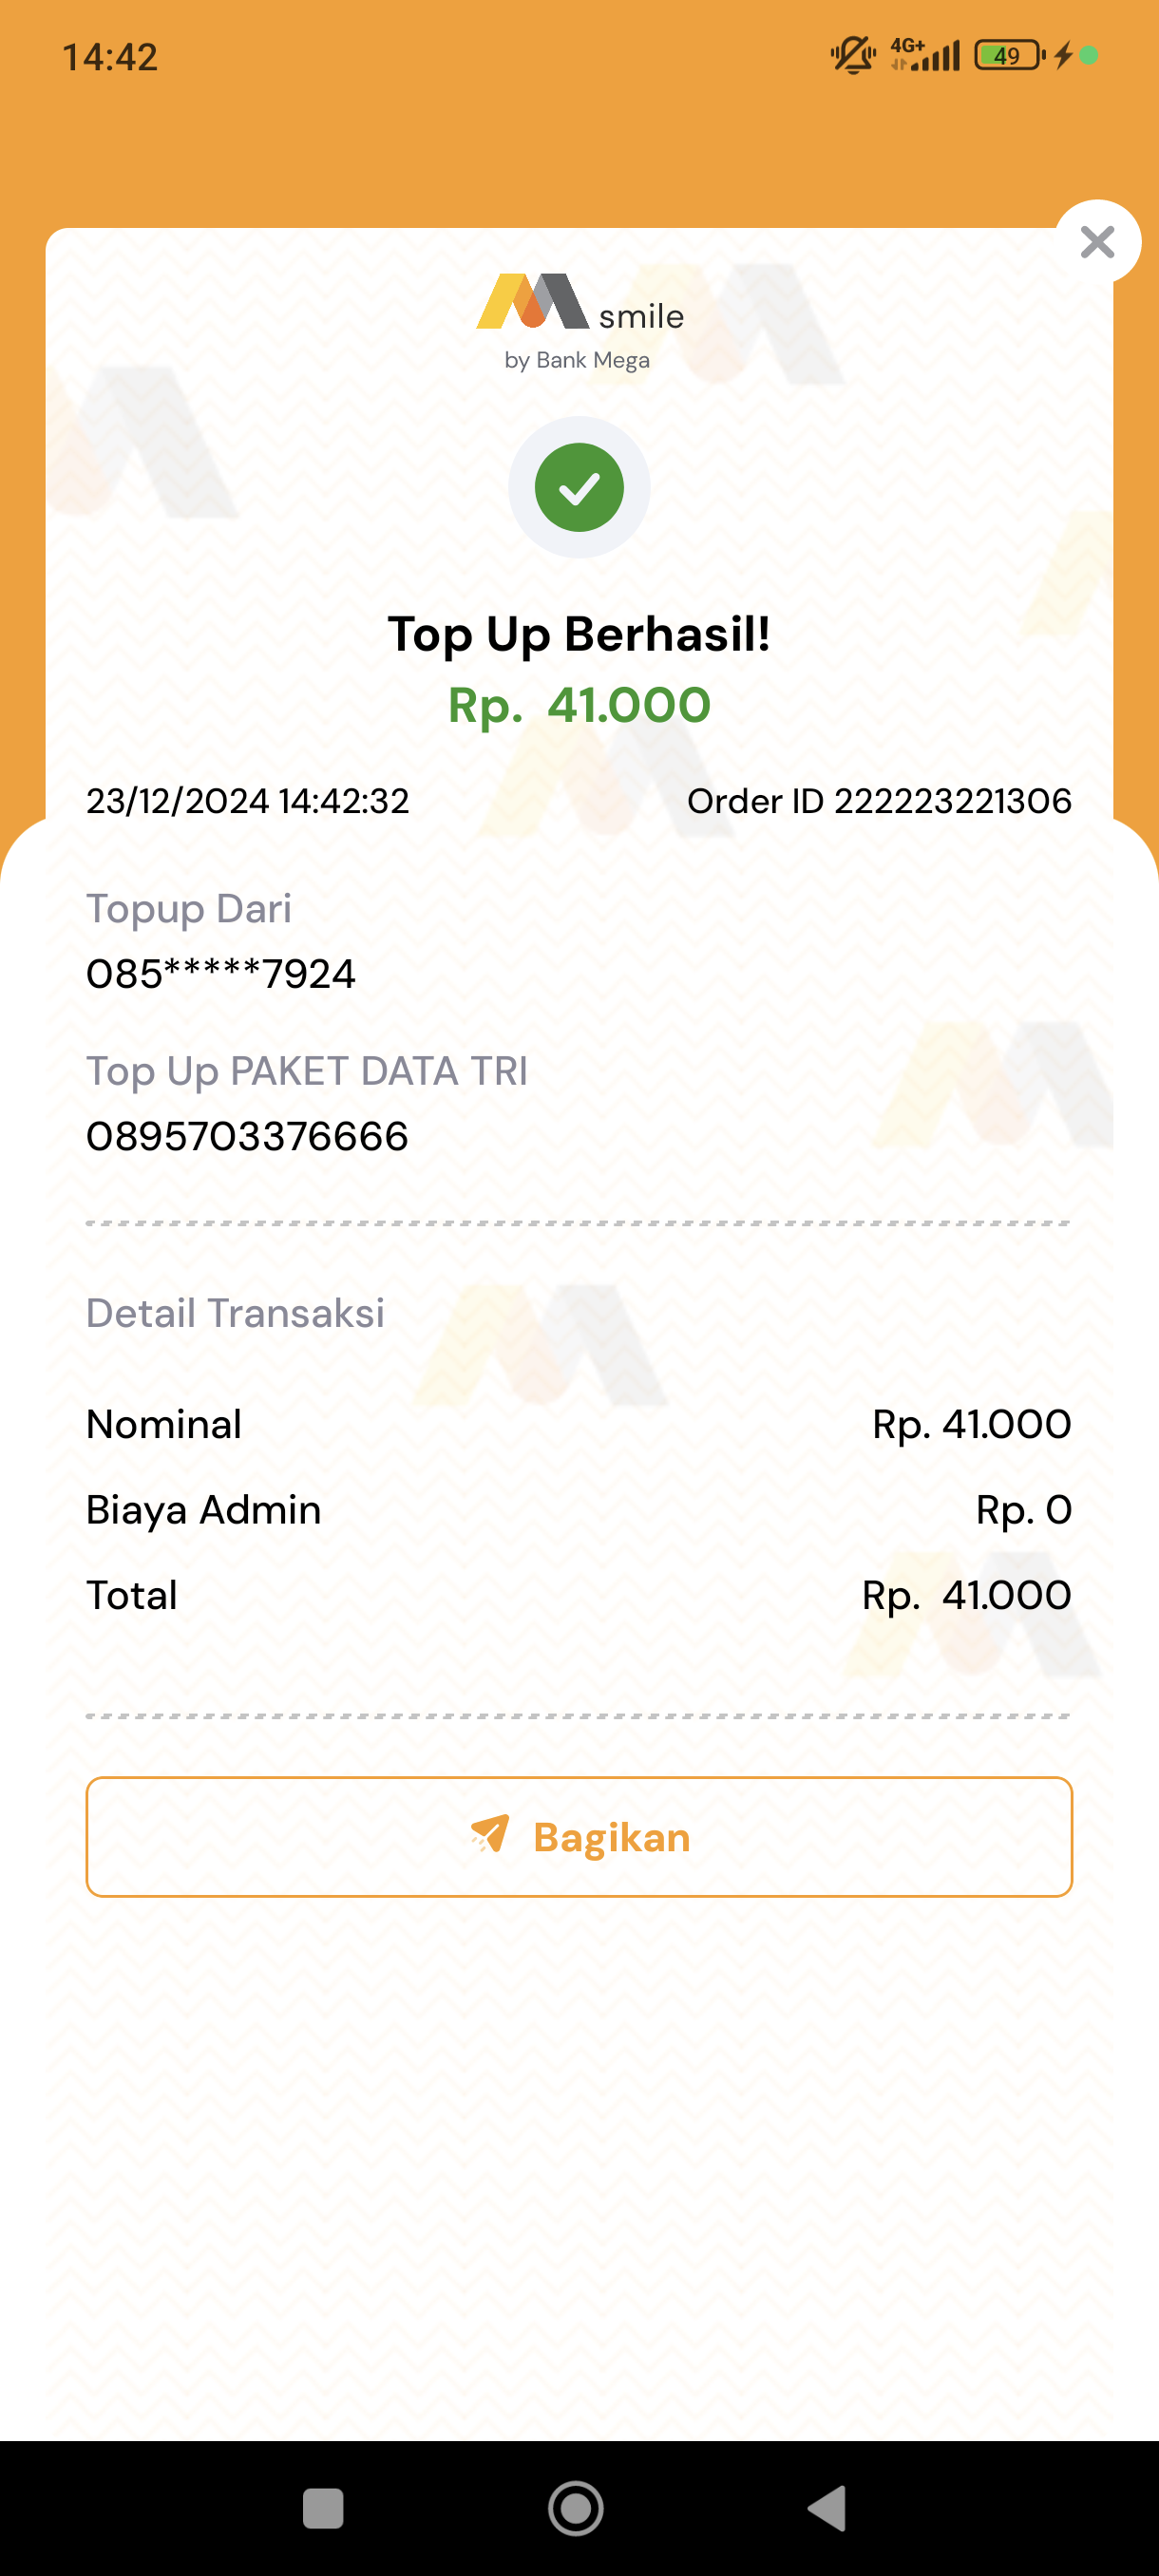 14:42
4G+
49
smile
by Bank Mega
Top Up Berhasil!
Rp. 41.000
23/12/2024 14:42:32
Order ID 222223221306
Topup Dari
085*****7924
Top Up PAKET DATA TRI
0895703376666
Detail Transaksi
Nominal
Rp. 41.000
Biaya Admin
Rp. 0
Total
Rp. 41.000
Bagikan